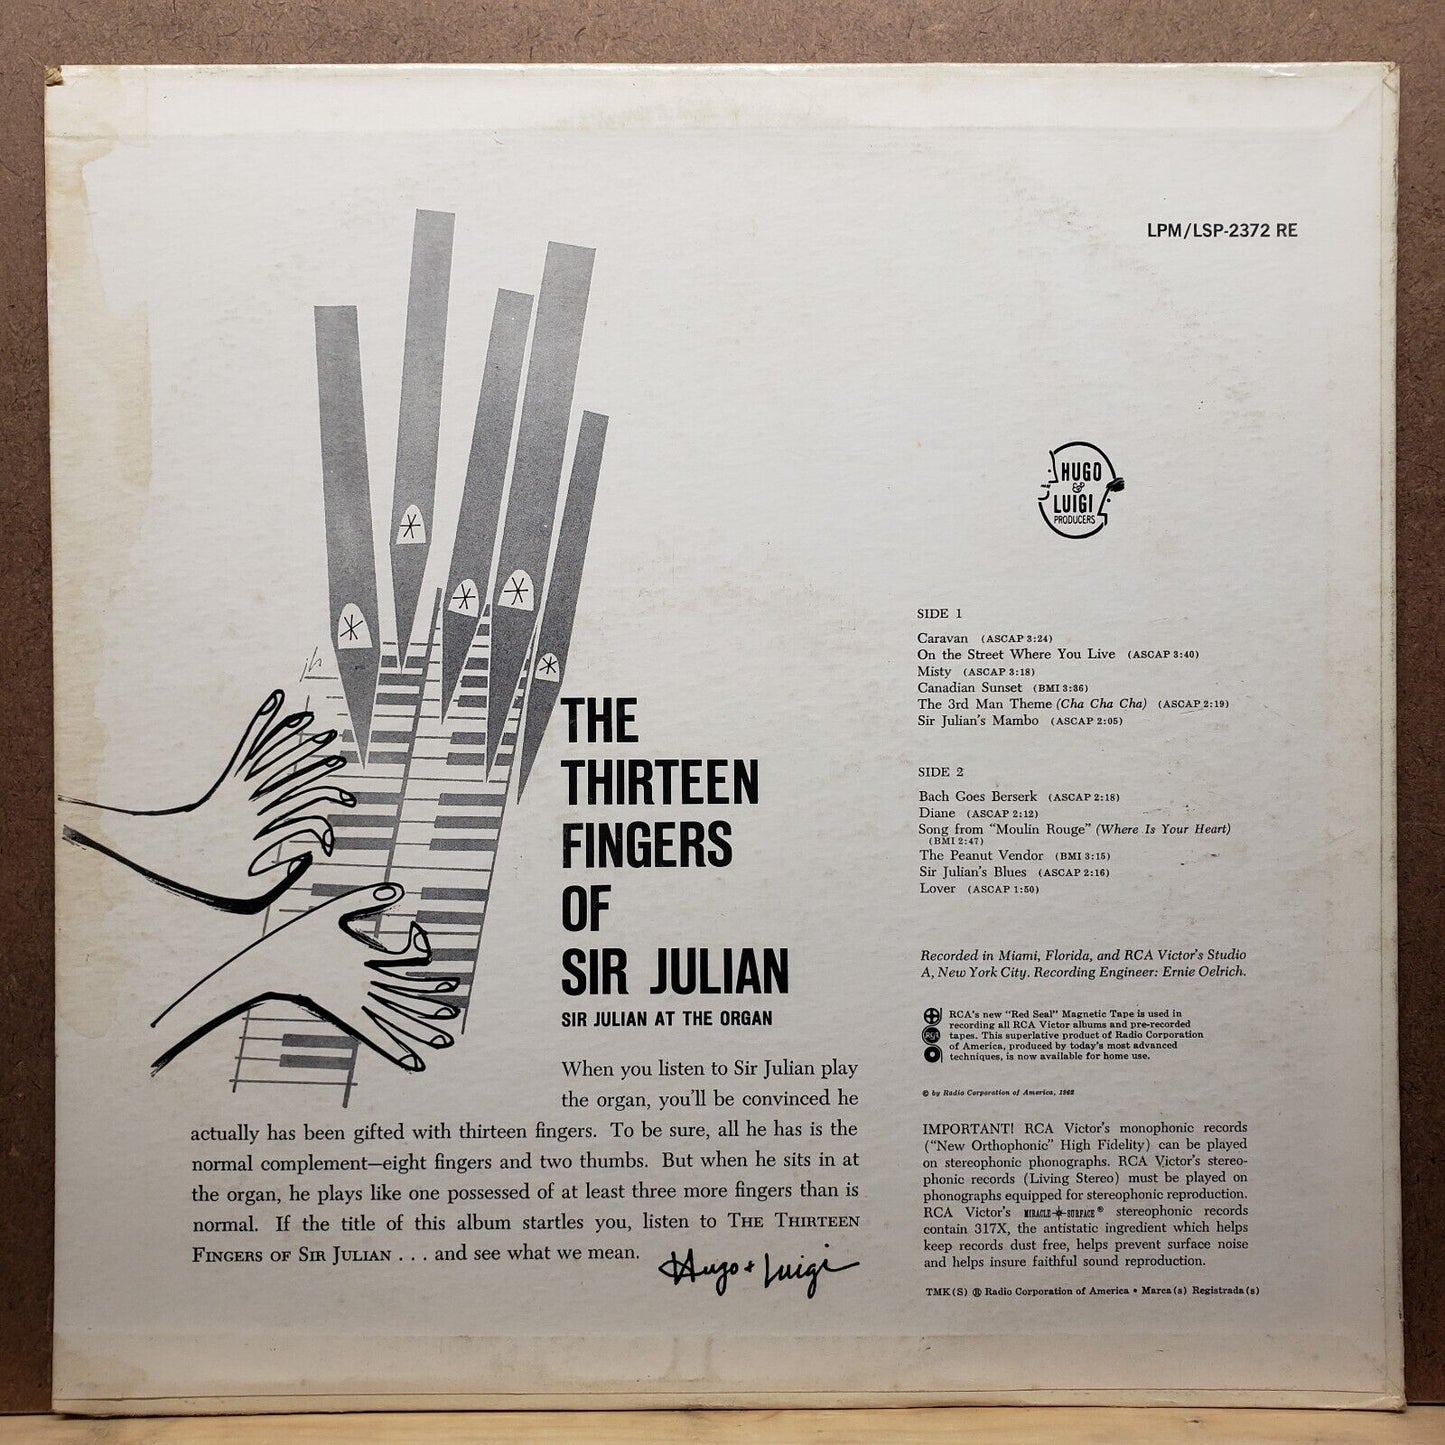 LPM/LSP-2372 RE
HUGO
&
LUIGI
PRODUCERS
jh
THE
THIRTEEN
FINGERS
OF
SIR JULIAN
SIR JULIAN AT THE ORGAN
When you listen to Sir Julian play
the organ, you'll be convinced he
actually has been gifted with thirteen fingers. To be sure, all he has is the
normal complement—eight fingers and two thumbs. But when he sits in at
the organ, he plays like one possessed of at least three more fingers than is
normal. If the title of this album startles you, listen to THE THIRTEEN
FINGERS OF SIR JULIAN . . . and see what we mean.
Hugo + Luigi
SIDE 1
Caravan (ASCAP 3:24)
On the Street Where You Live (ASCAP 3:40)
Misty (ASCAP 3:18)
Canadian Sunset (BMI 3:36)
The 3rd Man Theme (Cha Cha Cha) (ASCAP 2:19)
Sir Julian's Mambo (ASCAP 2:05)
SIDE 2
Bach Goes Berserk (ASCAP 2:18)
Diane (ASCAP 2:12)
Song from "Moulin Rouge" (Where Is Your Heart)
(BMI 2:47)
The Peanut Vendor (BMI 3:15)
Sir Julian's Blues (ASCAP 2:16)
Lover (ASCAP 1:50)
Recorded in Miami, Florida, and RCA Victor's Studio
A, New York City. Recording Engineer: Ernie Oelrich.
RCA's new "Red Seal" Magnetic Tape is used in
recording all RCA Victor albums and pre-recorded
tapes. This superlative product of Radio Corporation
of America, produced by today's most advanced
techniques, is now available for home use.
© by Radio Corporation of America, 1962
IMPORTANT! RCA Victor's monophonic records
("New Orthophonic" High Fidelity) can be played
on stereophonic phonographs. RCA Victor's stereo-
phonic records (Living Stereo) must be played on
phonographs equipped for stereophonic reproduction.
RCA Victor's MIRACLE SURFACE ® stereophonic records
contain 317X, the antistatic ingredient which helps
keep records dust free, helps prevent surface noise
and helps insure faithful sound reproduction.
TMK(S) ® Radio Corporation of America • Marca(s) Registrada(s)